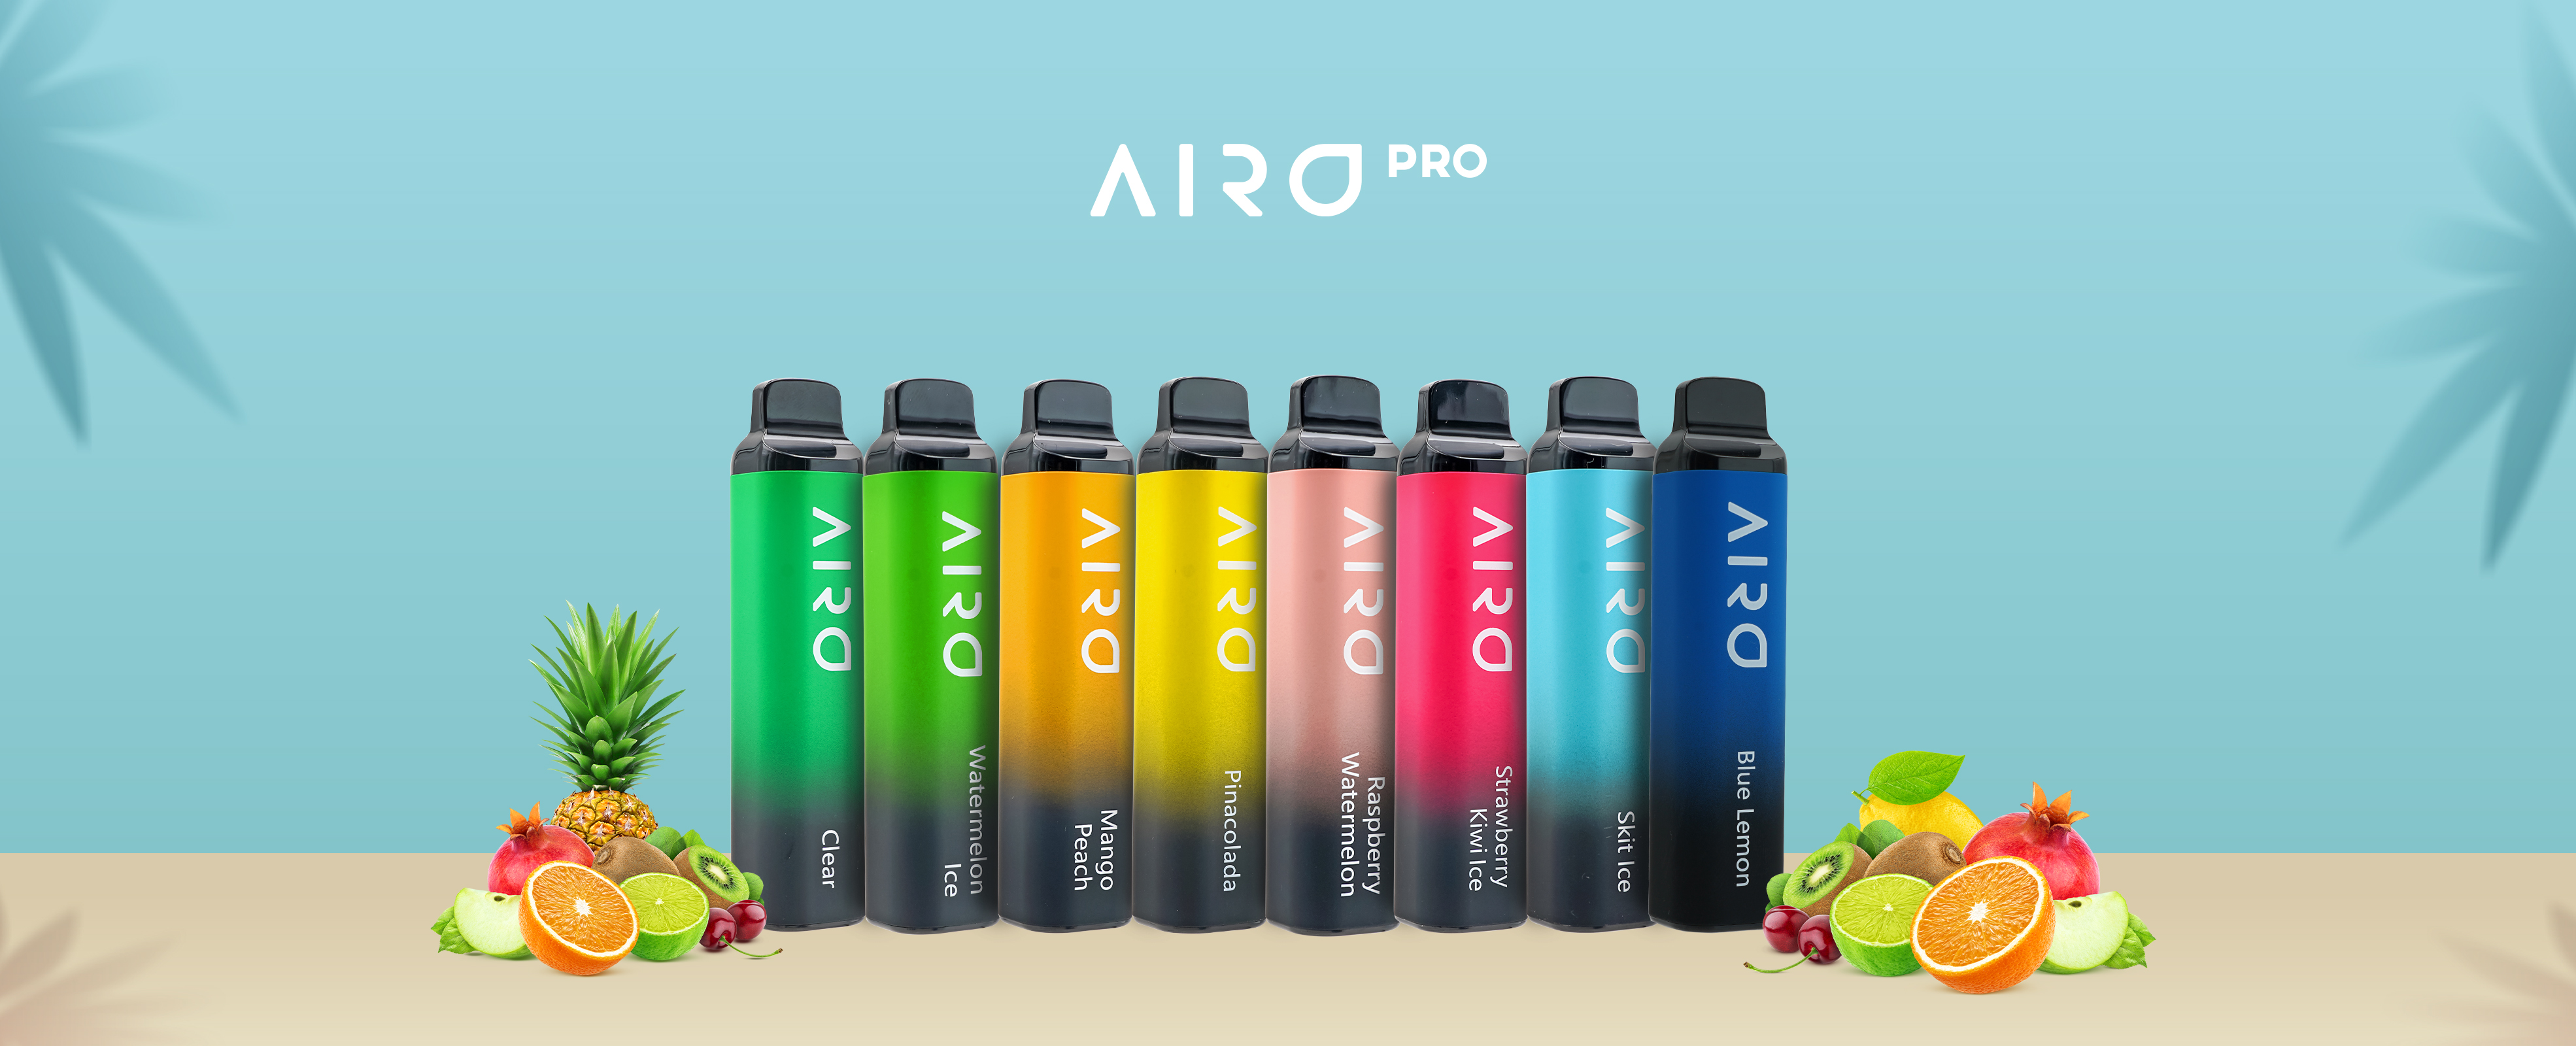 AIRO PRO
AIRO
Clear
AIRO
Watermelon
Ice
AIRO
Mango
Peach
AIRO
Pinacolada
AIRO
Raspberry
Watermelon
AIRO
Strawberry
Kiwi Ice
AIRO
Skit Ice
AIRO
Blue Lemon